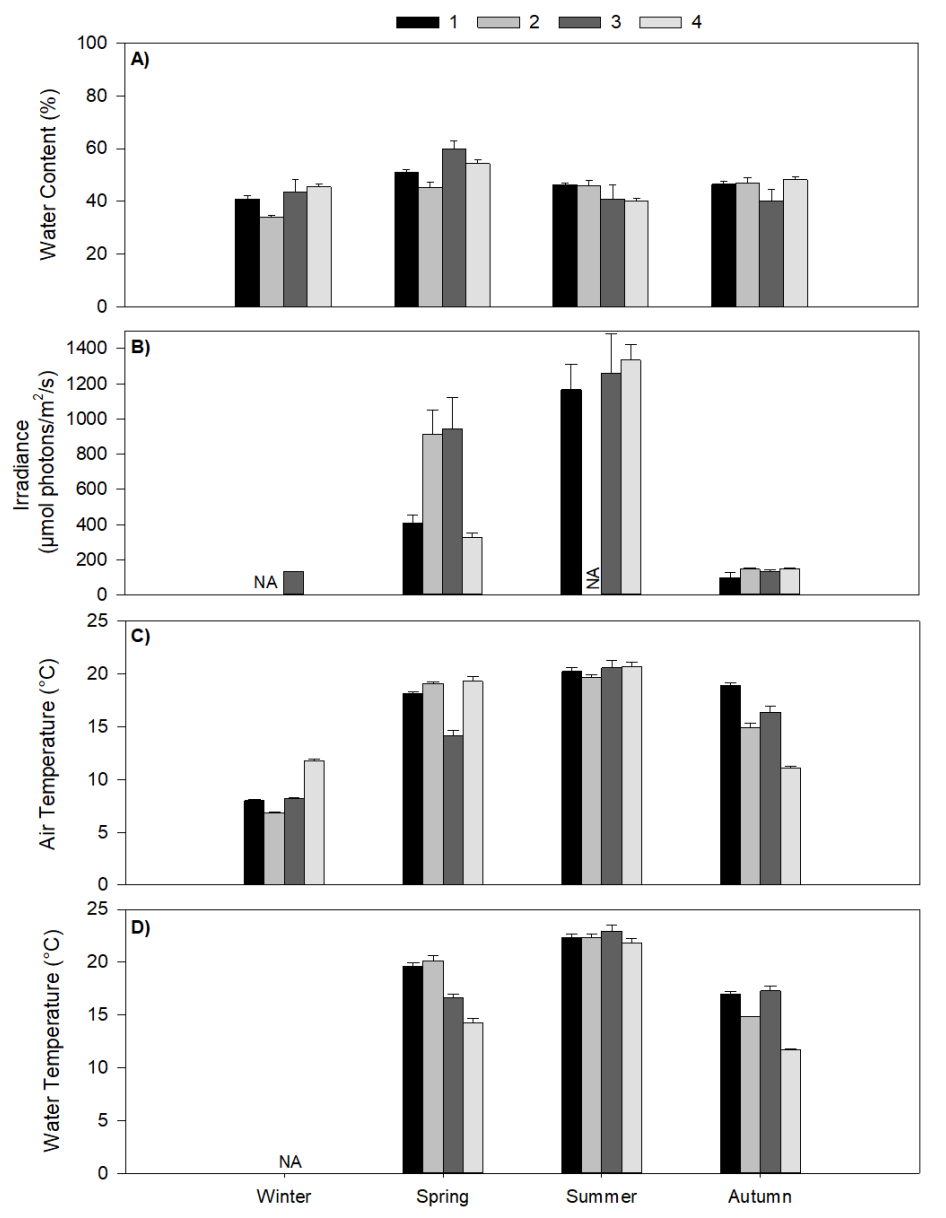 1 2 3 4
A)
Water Content (%)
100
80
60
40
20
0
B)
Irradiance
(μmol photons/m²/s)
1400
1200
1000
800
600
400
200
0
NA
NA
C)
Air Temperature (°C)
25
20
15
10
5
0
D)
Water Temperature (°C)
25
20
15
10
5
0
NA
Winter Spring Summer Autumn